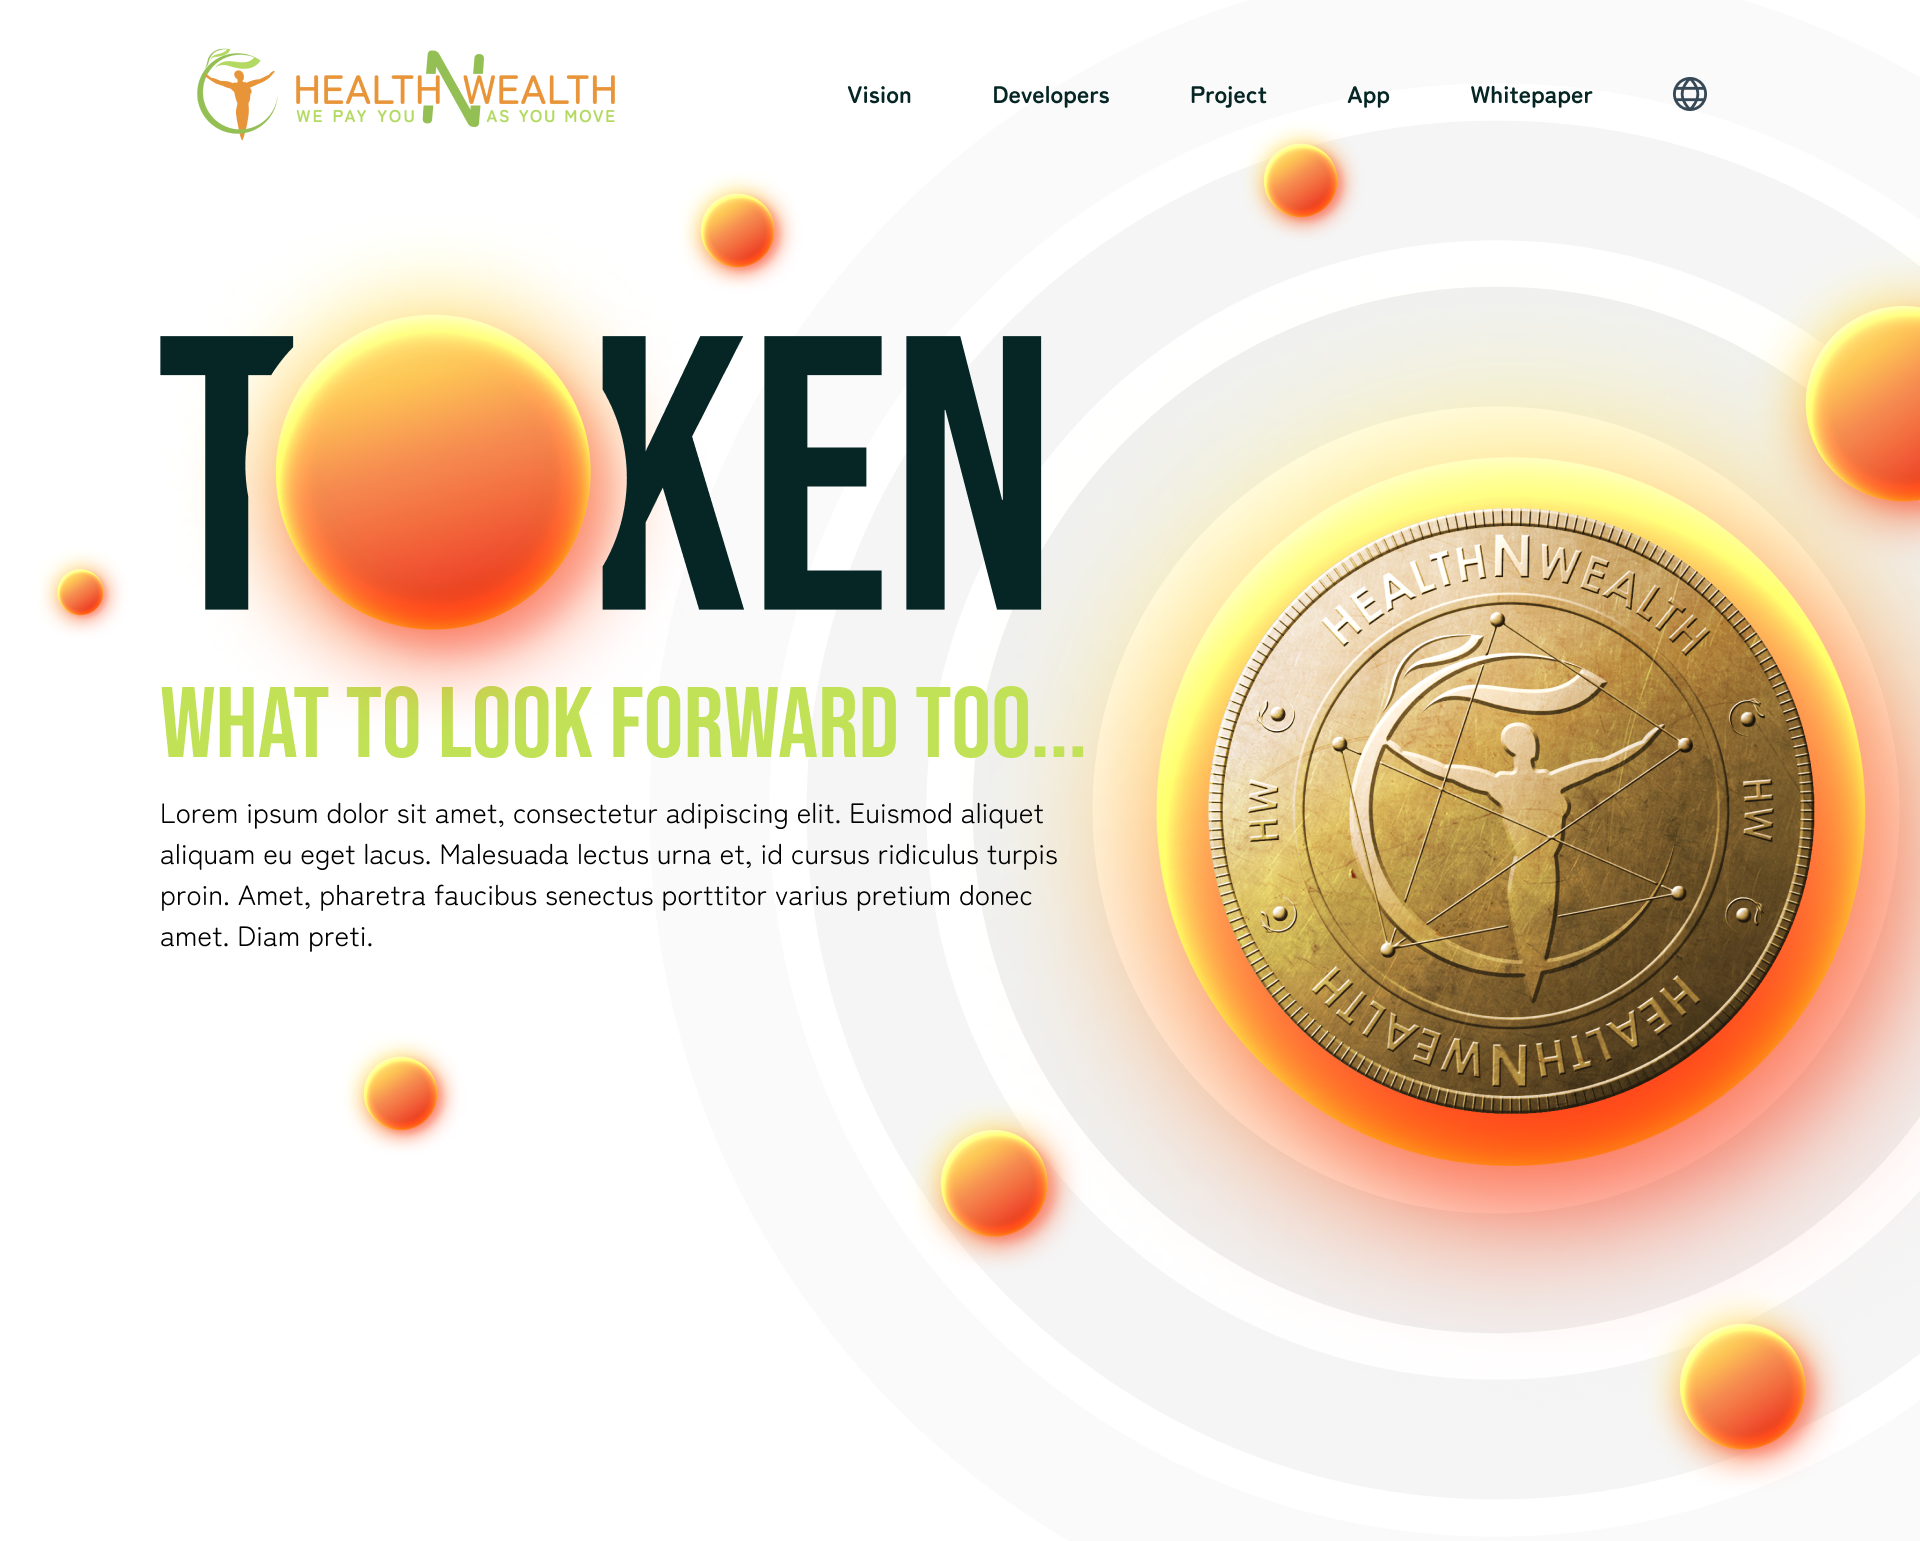 HEALTHNWEALTH
WE PAY YOU AS YOU MOVE
Vision Developers Project App Whitepaper
TOKEN
WHAT TO LOOK FORWARD TOO...
Lorem ipsum dolor sit amet, consectetur adipiscing elit. Euismod aliquet
aliquam eu eget lacus. Malesuada lectus urna et, id cursus ridiculus turpis
proin. Amet, pharetra faucibus senectus porttitor varius pretium donec
amet. Diam preti.
HEALTHNWEALTH
HW
HW
HEALTHNWEALTH